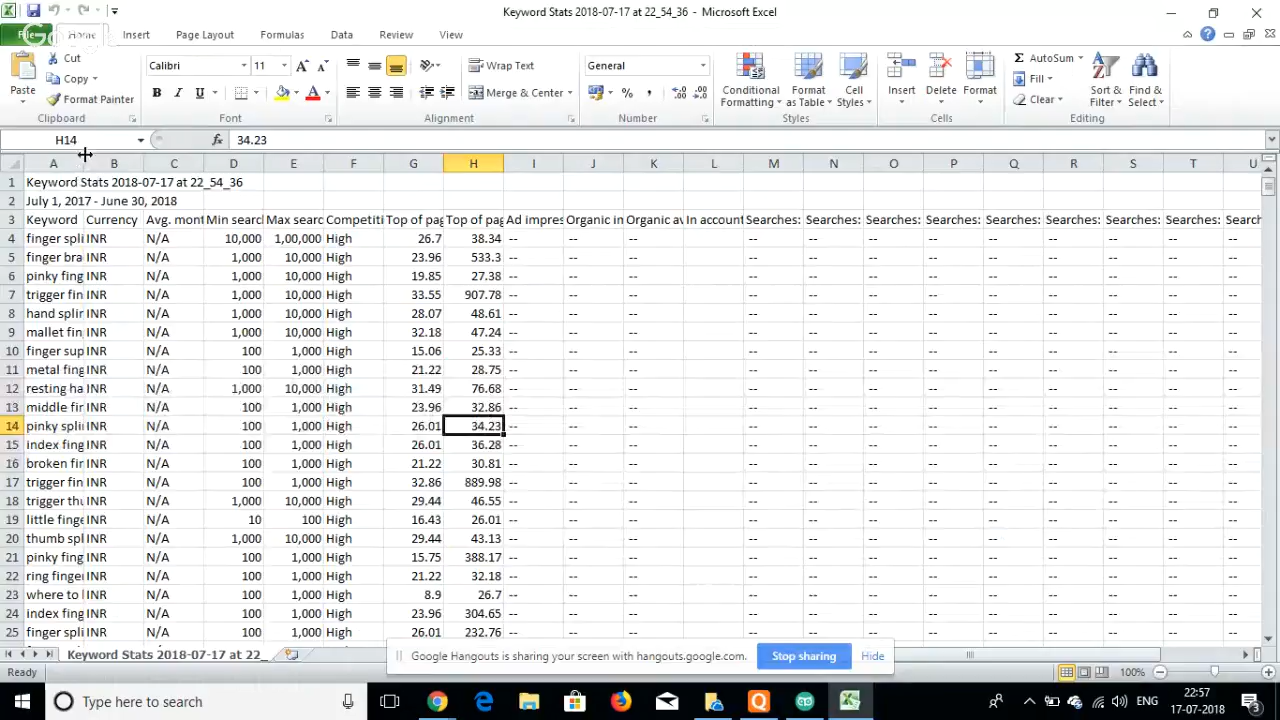 Keyword Stats 2018-07-17 at 22_54_36 - Microsoft Excel
File Home Insert Page Layout Formulas Data Review View
Google
Paste Cut Copy Format Painter Clipboard
Calibri 11 B I U A Font
Wrap Text Merge & Center Alignment
General % , Number
Conditional Formatting Format as Table Cell Styles Styles
Insert Delete Format Cells
AutoSum Fill Clear Sort & Filter Find & Select Editing
H14 fx 34.23
A B C D E F G H I J K L M N O P Q R S T U
1 Keyword Stats 2018-07-17 at 22_54_36
2 July 1, 2017 - June 30, 2018
3 Keyword Currency Avg. mont Min searc Max searc Competiti Top of pag Top of pag Ad impres Organic in Organic av In account Searches: Searches: Searches: Searches: Searches: Searches: Searches: Searches: Search
4 finger spli INR N/A 10,000 1,00,000 High 26.7 38.34 -- -- -- -- -- -- -- -- -- -- -- --
5 finger bra INR N/A 1,000 10,000 High 23.96 533.3 -- -- -- -- -- -- -- -- -- -- -- --
6 pinky fing INR N/A 1,000 10,000 High 19.85 27.38 -- -- -- -- -- -- -- -- -- -- -- --
7 trigger fin INR N/A 1,000 10,000 High 33.55 907.78 -- -- -- -- -- -- -- -- -- -- -- --
8 hand splin INR N/A 1,000 10,000 High 28.07 48.61 -- -- -- -- -- -- -- -- -- -- -- --
9 mallet fin INR N/A 1,000 10,000 High 32.18 47.24 -- -- -- -- -- -- -- -- -- -- -- --
10 finger sup INR N/A 100 1,000 High 15.06 25.33 -- -- -- -- -- -- -- -- -- -- -- --
11 metal fing INR N/A 100 1,000 High 21.22 28.75 -- -- -- -- -- -- -- -- -- -- -- --
12 resting ha INR N/A 1,000 10,000 High 31.49 76.68 -- -- -- -- -- -- -- -- -- -- -- --
13 middle fin INR N/A 100 1,000 High 23.96 32.86 -- -- -- -- -- -- -- -- -- -- -- --
14 pinky spli INR N/A 100 1,000 High 26.01 34.23 -- -- -- -- -- -- -- -- -- -- -- --
15 index fing INR N/A 100 1,000 High 26.01 36.28 -- -- -- -- -- -- -- -- -- -- -- --
16 broken fin INR N/A 100 1,000 High 21.22 30.81 -- -- -- -- -- -- -- -- -- -- -- --
17 trigger fin INR N/A 100 1,000 High 32.86 889.98 -- -- -- -- -- -- -- -- -- -- -- --
18 trigger thu INR N/A 1,000 10,000 High 29.44 46.55 -- -- -- -- -- -- -- -- -- -- -- --
19 little finge INR N/A 10 100 High 16.43 26.01 -- -- -- -- -- -- -- -- -- -- -- --
20 thumb spl INR N/A 1,000 10,000 High 29.44 43.13 -- -- -- -- -- -- -- -- -- -- -- --
21 pinky fing INR N/A 100 1,000 High 15.75 388.17 -- -- -- -- -- -- -- -- -- -- -- --
22 ring finger INR N/A 100 1,000 High 21.22 32.18 -- -- -- -- -- -- -- -- -- -- -- --
23 where to INR N/A 100 1,000 High 8.9 26.7 -- -- -- -- -- -- -- -- -- -- -- --
24 index fing INR N/A 100 1,000 High 23.96 304.65 -- -- -- -- -- -- -- -- -- -- -- --
25 finger spli INR N/A 100 1,000 High 26.01 232.76 -- -- -- -- -- -- -- -- -- -- -- --
Keyword Stats 2018-07-17 at 22_
Google Hangouts is sharing your screen with hangouts.google.com. Stop sharing Hide
Ready 100%
Type here to search ENG 22:57 17-07-2018 3